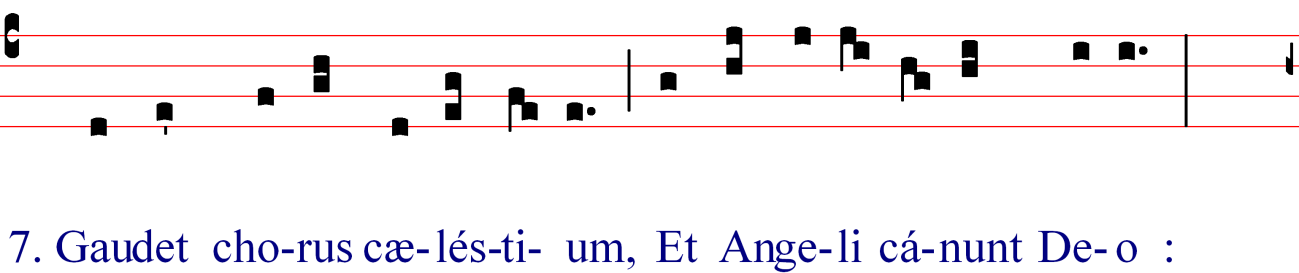 7. Gaudet cho-rus cæ-lés-ti- um, Et Ange-li cá-nunt De-o :